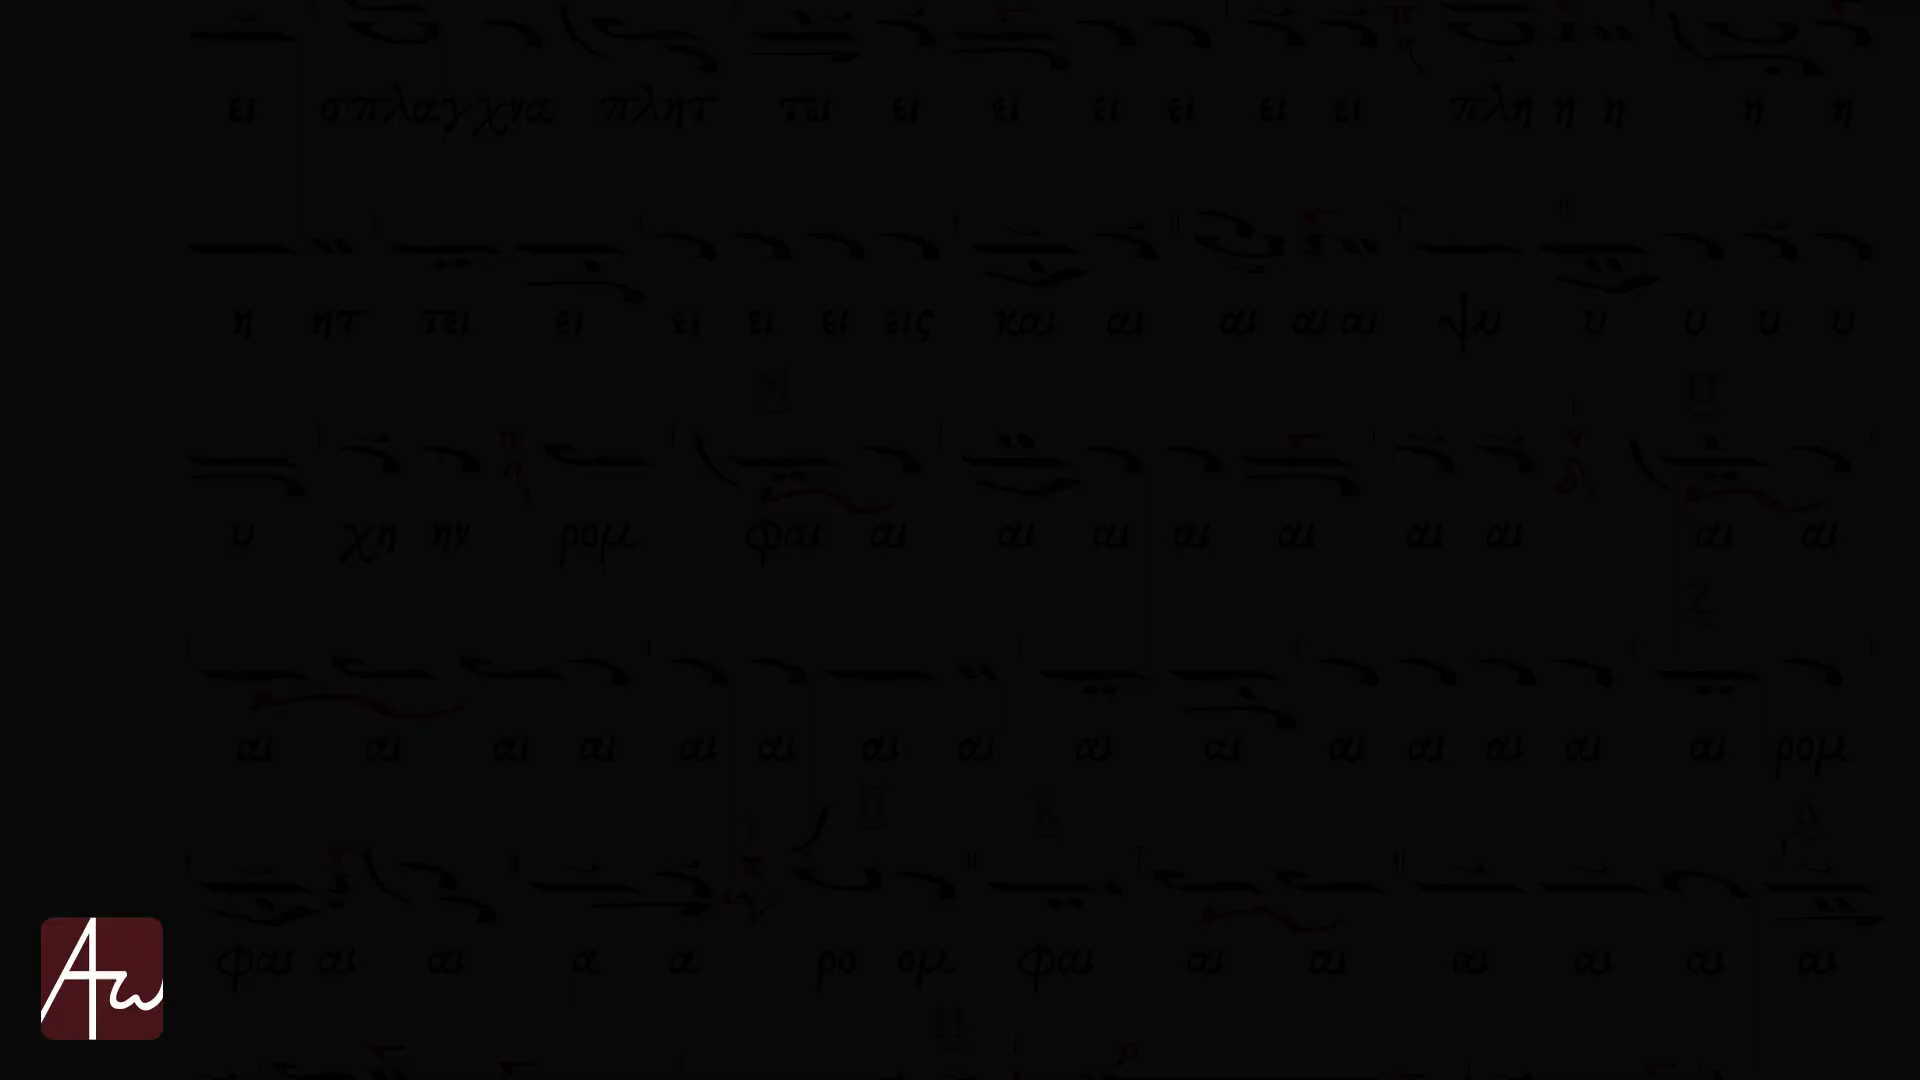 ει σπλαγχνα πλητ τει ει ει ει ει ει ει πλη η η η η
η ητ τει ει ει ει ει εις και αι αι αι αι ψυ υ υ υ υ
υ χη ην ρομ φαι αι αι αι αι αι αι αι αι αι
αι αι αι αι αι αι αι αι αι αι αι αι αι αι αι ρομ
φαι αι αι α α ρο ομ φαι αι αι αι αι αι αι
Αω